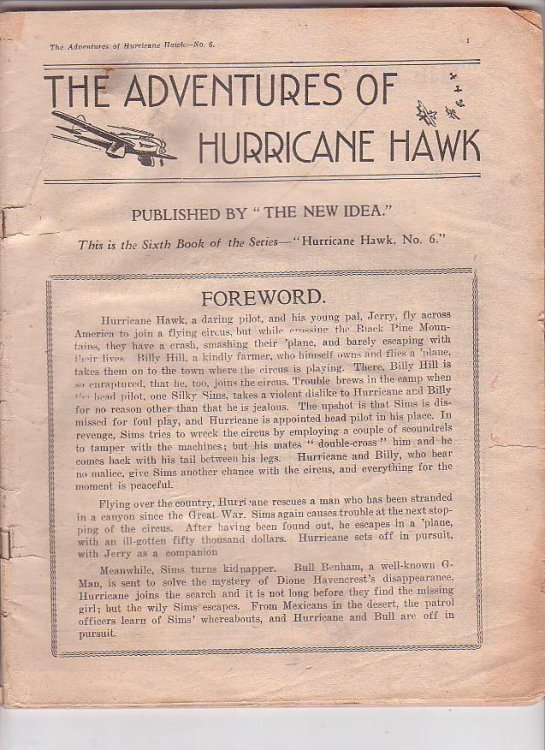 The Adventures of Hurricane Hawk—No. 6. 1
THE ADVENTURES OF
HURRICANE HAWK
PUBLISHED BY "THE NEW IDEA."
This is the Sixth Book of the Series—"Hurricane Hawk, No. 6."
FOREWORD.
Hurricane Hawk, a daring pilot, and his young pal, Jerry, fly across
America to join a flying circus, but while crossing the Black Pine Moun-
tains, they have a crash, smashing their 'plane, and barely escaping with
their lives. Billy Hill, a kindly farmer, who himself owns and flies a 'plane,
takes them on to the town where the circus is playing. There, Billy Hill is
so enraptured, that he, too, joins the circus. Trouble brews in the camp when
the head pilot, one Silky Sims, takes a violent dislike to Hurricane and Billy
for no reason other than that he is jealous. The upshot is that Sims is dis-
missed for foul play, and Hurricane is appointed head pilot in his place. In
revenge, Sims tries to wreck the circus by employing a couple of scoundrels
to tamper with the machines; but his mates "double-cross" him and he
comes back with his tail between his legs. Hurricane and Billy, who bear
no malice, give Sims another chance with the circus, and everything for the
moment is peaceful.
Flying over the country, Hurricane rescues a man who has been stranded
in a canyon since the Great War. Sims again causes trouble at the next stop-
ping of the circus. After having been found out, he escapes in a 'plane,
with an ill-gotten fifty thousand dollars. Hurricane sets off in pursuit,
with Jerry as a companion
Meanwhile, Sims turns kidnapper. Bull Benham, a well-known G-
Man, is sent to solve the mystery of Dione Havencrest's disappearance.
Hurricane joins the search and it is not long before they find the missing
girl; but the wily Sims escapes. From Mexicans in the desert, the patrol
officers learn of Sims' whereabouts, and Hurricane and Bull are off in
pursuit.